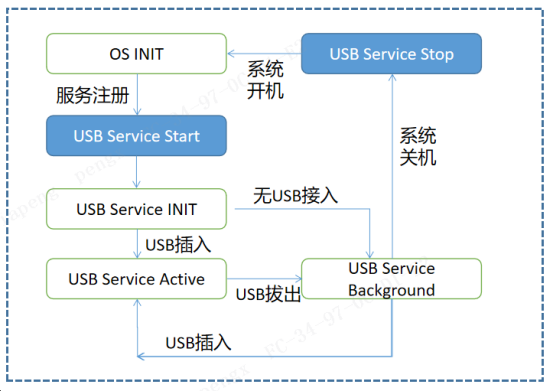 OS INIT
USB Service Stop
系统
开机
服务注册
USB Service Start
系统
关机
无USB接入
USB Service INIT
USB插入
USB Service Active
USB拔出
USB Service
Background
USB插入